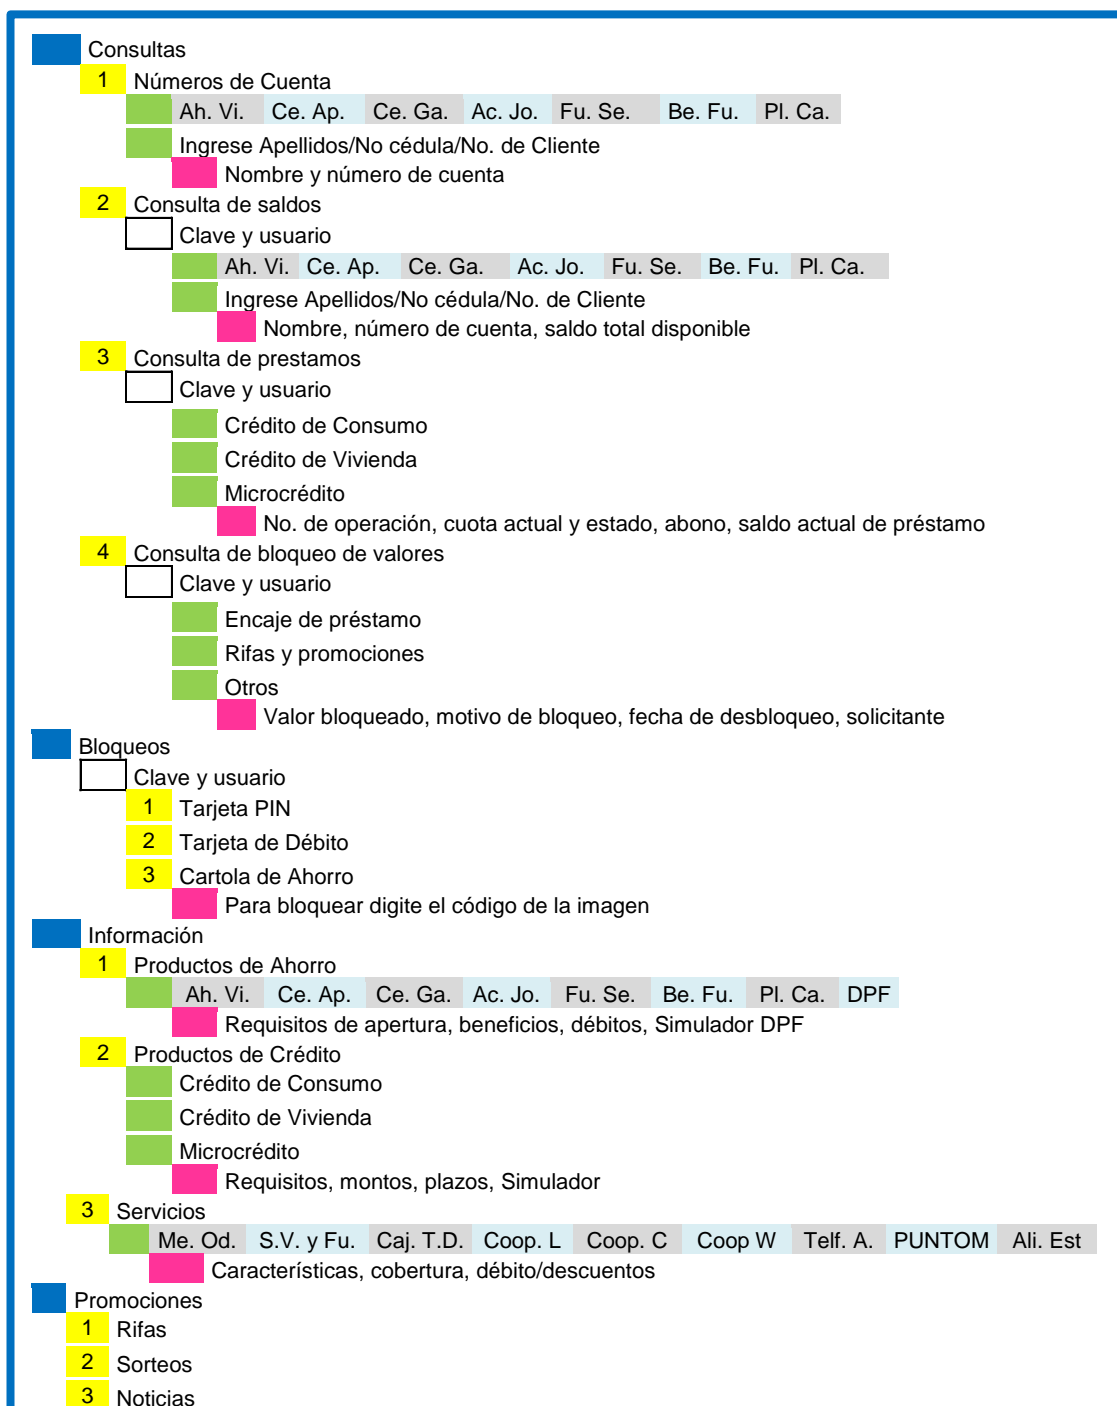 Consultas
1 Números de Cuenta
Ah. Vi. Ce. Ap. Ce. Ga. Ac. Jo. Fu. Se. Be. Fu. Pl. Ca.
Ingrese Apellidos/No cédula/No. de Cliente
Nombre y número de cuenta
2 Consulta de saldos
Clave y usuario
Ah. Vi. Ce. Ap. Ce. Ga. Ac. Jo. Fu. Se. Be. Fu. Pl. Ca.
Ingrese Apellidos/No cédula/No. de Cliente
Nombre, número de cuenta, saldo total disponible
3 Consulta de prestamos
Clave y usuario
Crédito de Consumo
Crédito de Vivienda
Microcrédito
No. de operación, cuota actual y estado, abono, saldo actual de préstamo
4 Consulta de bloqueo de valores
Clave y usuario
Encaje de préstamo
Rifas y promociones
Otros
Valor bloqueado, motivo de bloqueo, fecha de desbloqueo, solicitante
Bloqueos
Clave y usuario
1 Tarjeta PIN
2 Tarjeta de Débito
3 Cartola de Ahorro
Para bloquear digite el código de la imagen
Información
1 Productos de Ahorro
Ah. Vi. Ce. Ap. Ce. Ga. Ac. Jo. Fu. Se. Be. Fu. Pl. Ca. DPF
Requisitos de apertura, beneficios, débitos, Simulador DPF
2 Productos de Crédito
Crédito de Consumo
Crédito de Vivienda
Microcrédito
Requisitos, montos, plazos, Simulador
3 Servicios
Me. Od. S.V. y Fu. Caj. T.D. Coop. L Coop. C Coop W Telf. A. PUNTOM Ali. Est
Características, cobertura, débito/descuentos
Promociones
1 Rifas
2 Sorteos
3 Noticias